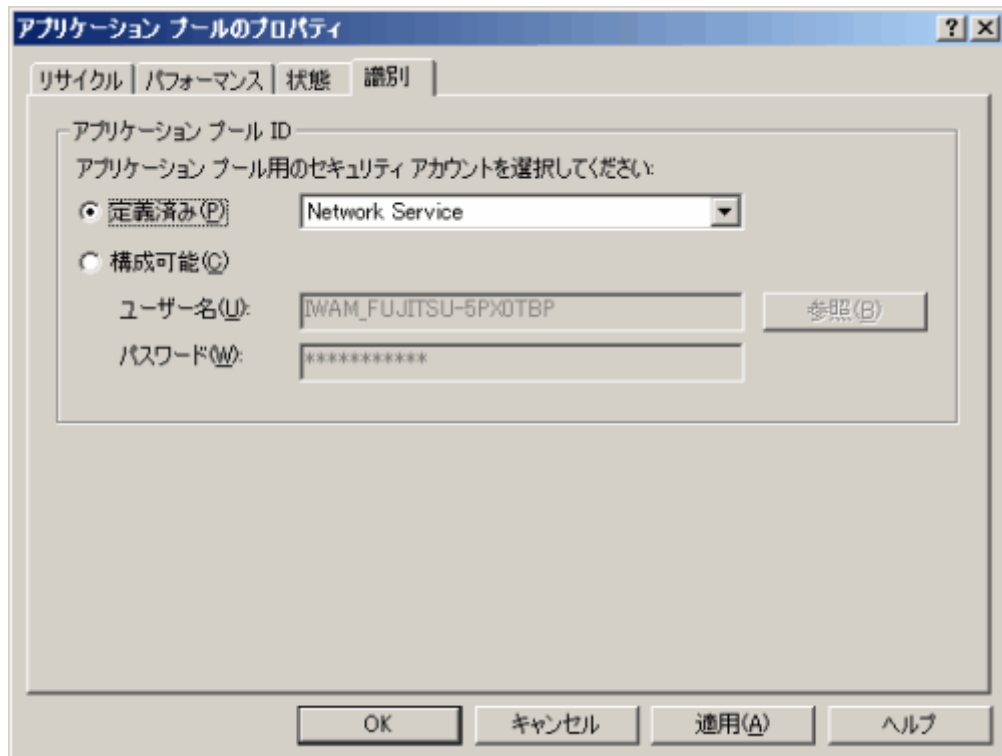 アプリケーション プールのプロパティ
リサイクル パフォーマンス 状態 識別
アプリケーション プール ID
アプリケーション プール用のセキュリティ アカウントを選択してください:
定義済み(P) Network Service
構成可能(C)
ユーザー名(U): IWAM_FUJITSU-5PX0TBP 参照(B)
パスワード(W): ***********
OK キャンセル 適用(A) ヘルプ